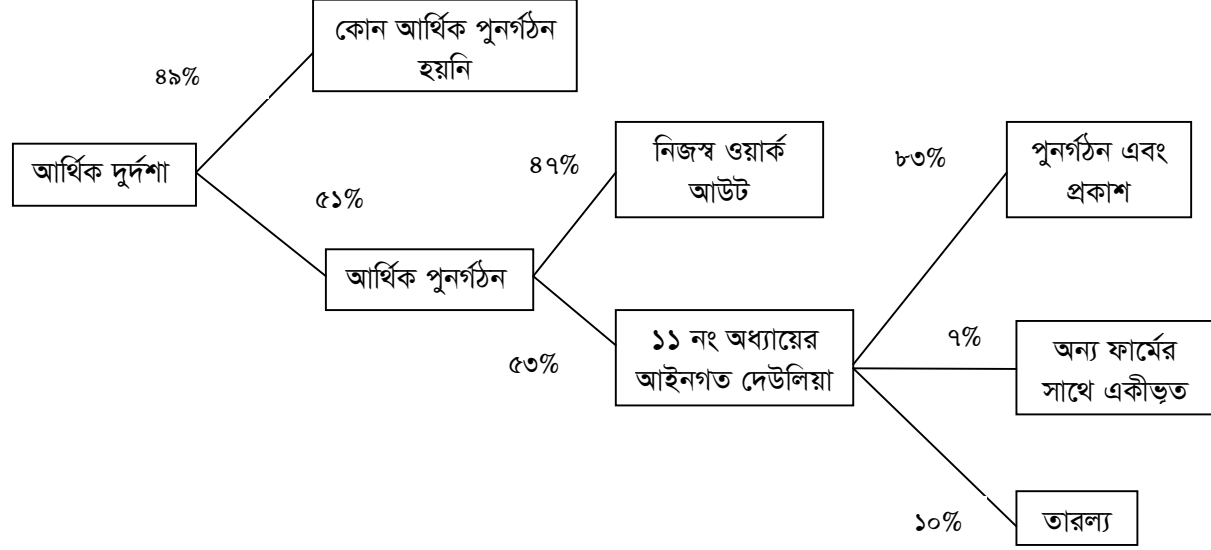 কোন আর্থিক পুনর্গঠন
হয়নি
৪৯%
আর্থিক দুর্দশা
৫১%
আর্থিক পুনর্গঠন
৪৭%
নিজস্ব ওয়ার্ক
আউট
৫৩%
১১ নং অধ্যায়ের
আইনগত দেউলিয়া
৮৩%
পুনর্গঠন এবং
প্রকাশ
৭%
অন্য ফার্মের
সাথে একীভূত
১০%
তারল্য